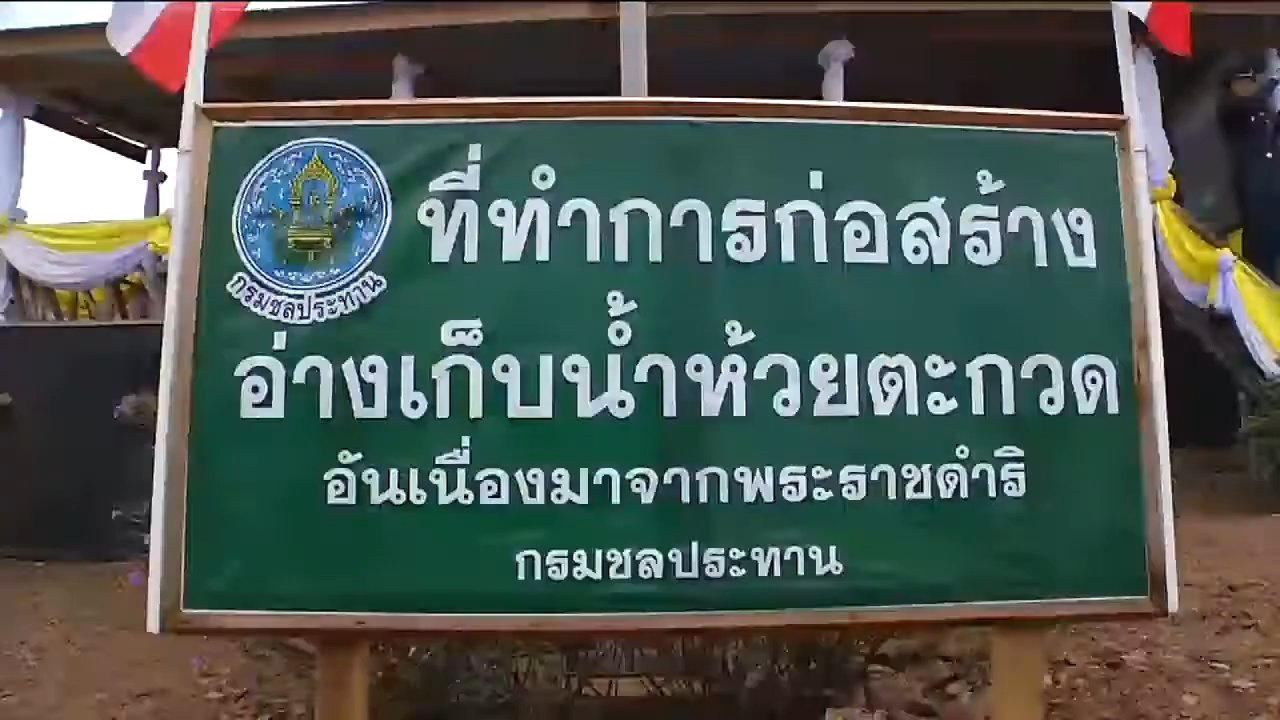 กรมชลประทาน
ที่ทำการก่อสร้าง
อ่างเก็บน้ำห้วยตะกวด
อันเนื่องมาจากพระราชดำริ
กรมชลประทาน